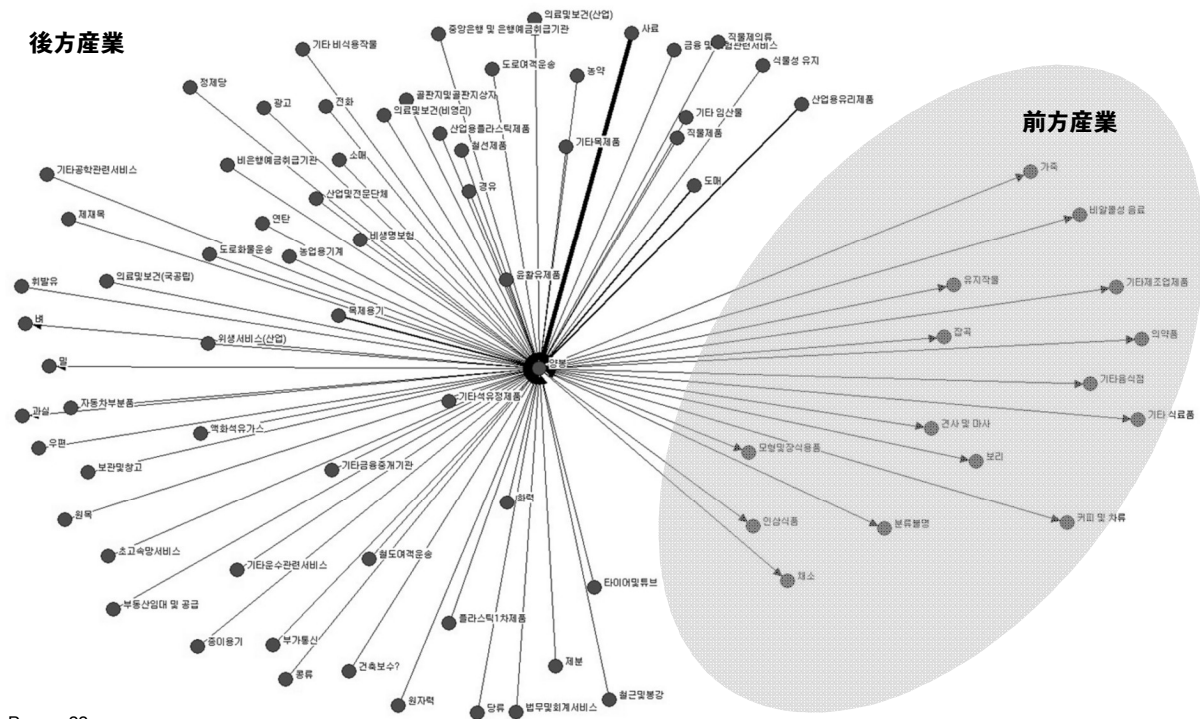 後方産業
前方産業
의료및보건(산업)
중앙은행 및 은행예금취급기관
사료
직물제의류
기타 비식용작물
도로여객운송
농약
식물성 유지
정제당
골판지및골판지상자
광고
전화
의료및보건(비영리)
산업용유리제품
기타 임산물
산업용플라스틱제품
직물제품
철선제품
기타목제품
비은행예금취급기관
소매
기타공학관련서비스
산업및전문단체
경유
도매
가죽
제재목
연탄
비생명보험
비알콜성 음료
도로화물운송
농업용기계
휘발유
의료및보건(국공립)
윤활유제품
유지작물
기타제조업제품
벼
목제용기
위생서비스(산업)
잡곡
의약품
밀
양봉
기타음식점
과실
자동차부분품
기타석유정제품
기타 식료품
우편
액화석유가스
견사 및 마사
보관및창고
기타금융중개기관
모형및장식용품
보리
원목
화력
인삼식품
분류불명
커피 및 차류
초고속망서비스
기타운수관련서비스
철도여객운송
채소
부동산임대 및 공급
타이어및튜브
종이용기
부가통신
플라스틱1차제품
콩류
건축보수?
제분
원자력
당류
법무및회계서비스
철근및봉강